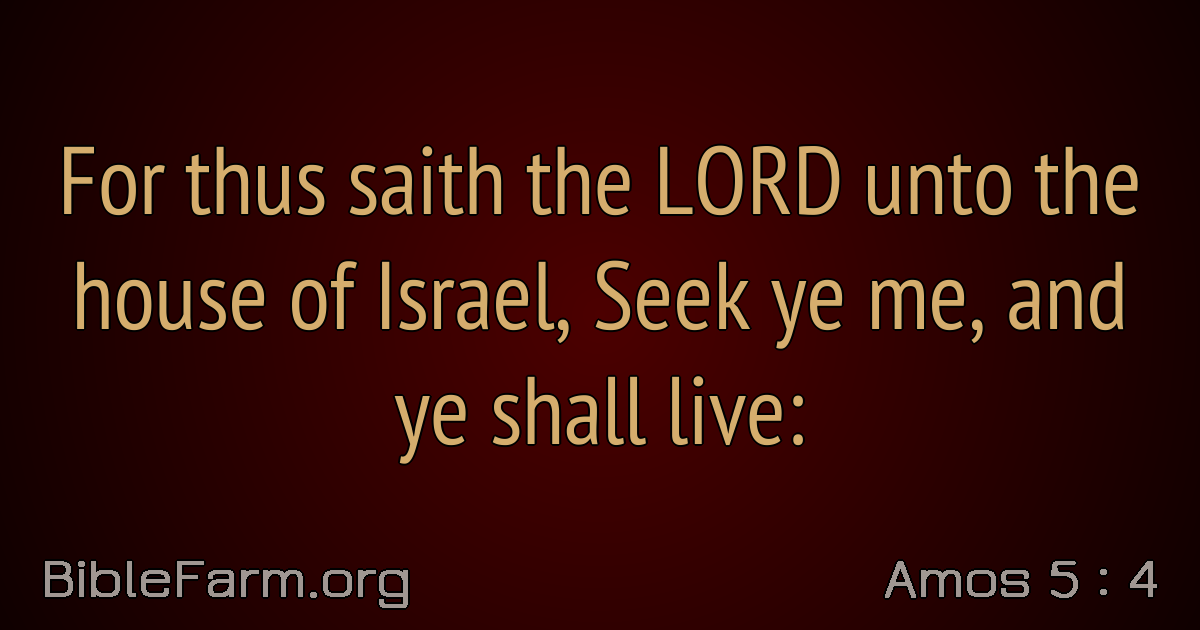 For thus saith the LORD unto the
house of Israel, Seek ye me, and
ye shall live:
BibleFarm.org
Amos 5 : 4